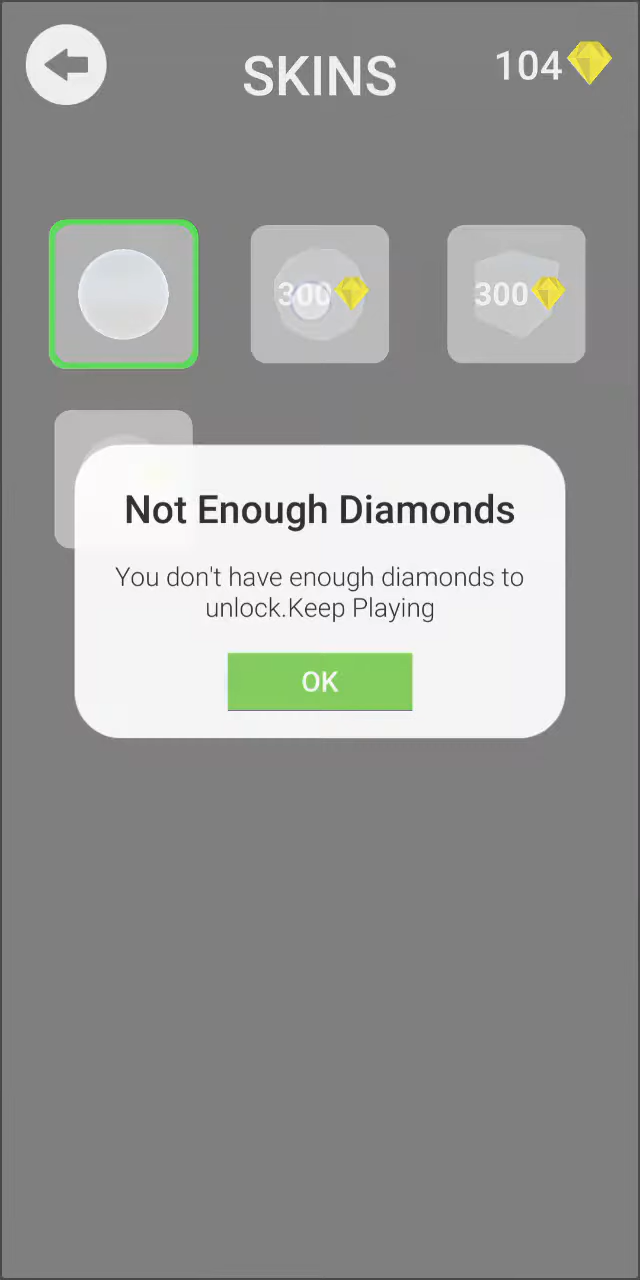 SKINS
104
300
300
Not Enough Diamonds
You don't have enough diamonds to
unlock.Keep Playing
OK